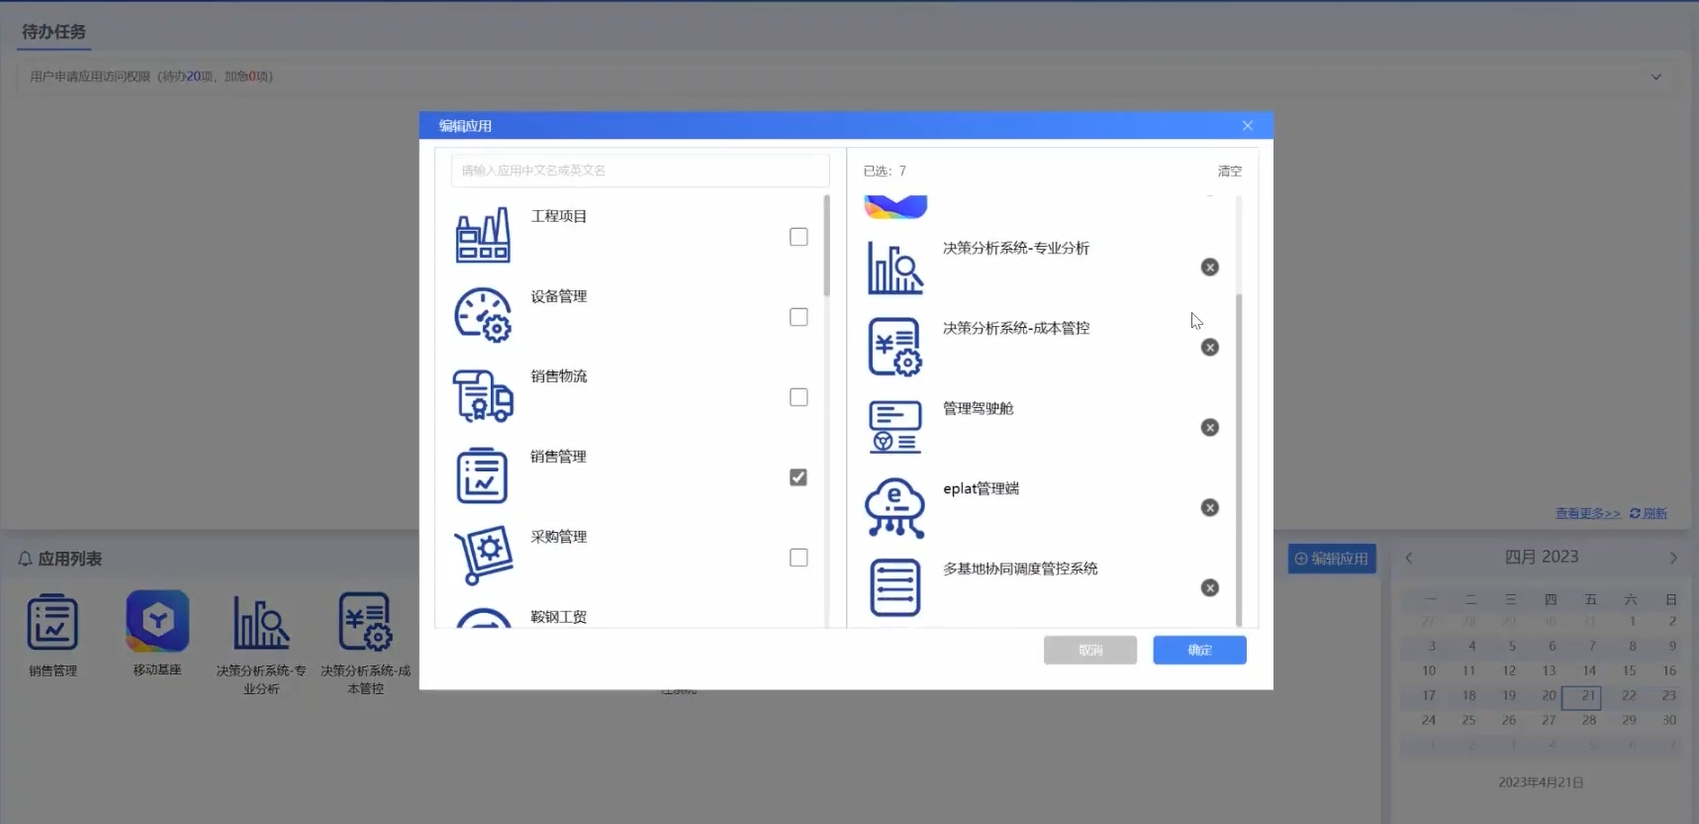 待办任务
用户申请应用访问权限（待办20项，加急0项）
编辑应用
请输入应用中文名或英文名
工程项目
设备管理
销售物流
销售管理
采购管理
鞍钢工贸
已选：7
清空
决策分析系统-专业分析
决策分析系统-成本管控
管理驾驶舱
eplat管理端
多基地协同调度管控系统
取消
确定
查看更多>>
刷新
应用列表
编辑应用
销售管理
移动基座
决策分析系统-专
业分析
决策分析系统-成
本管控
四月 2023
一 二 三 四 五 六 日
27 28 29 30 31 1 2
3 4 5 6 7 8 9
10 11 12 13 14 15 16
17 18 19 20 21 22 23
24 25 26 27 28 29 30
1 2 3 4 5 6 7
2023年4月21日